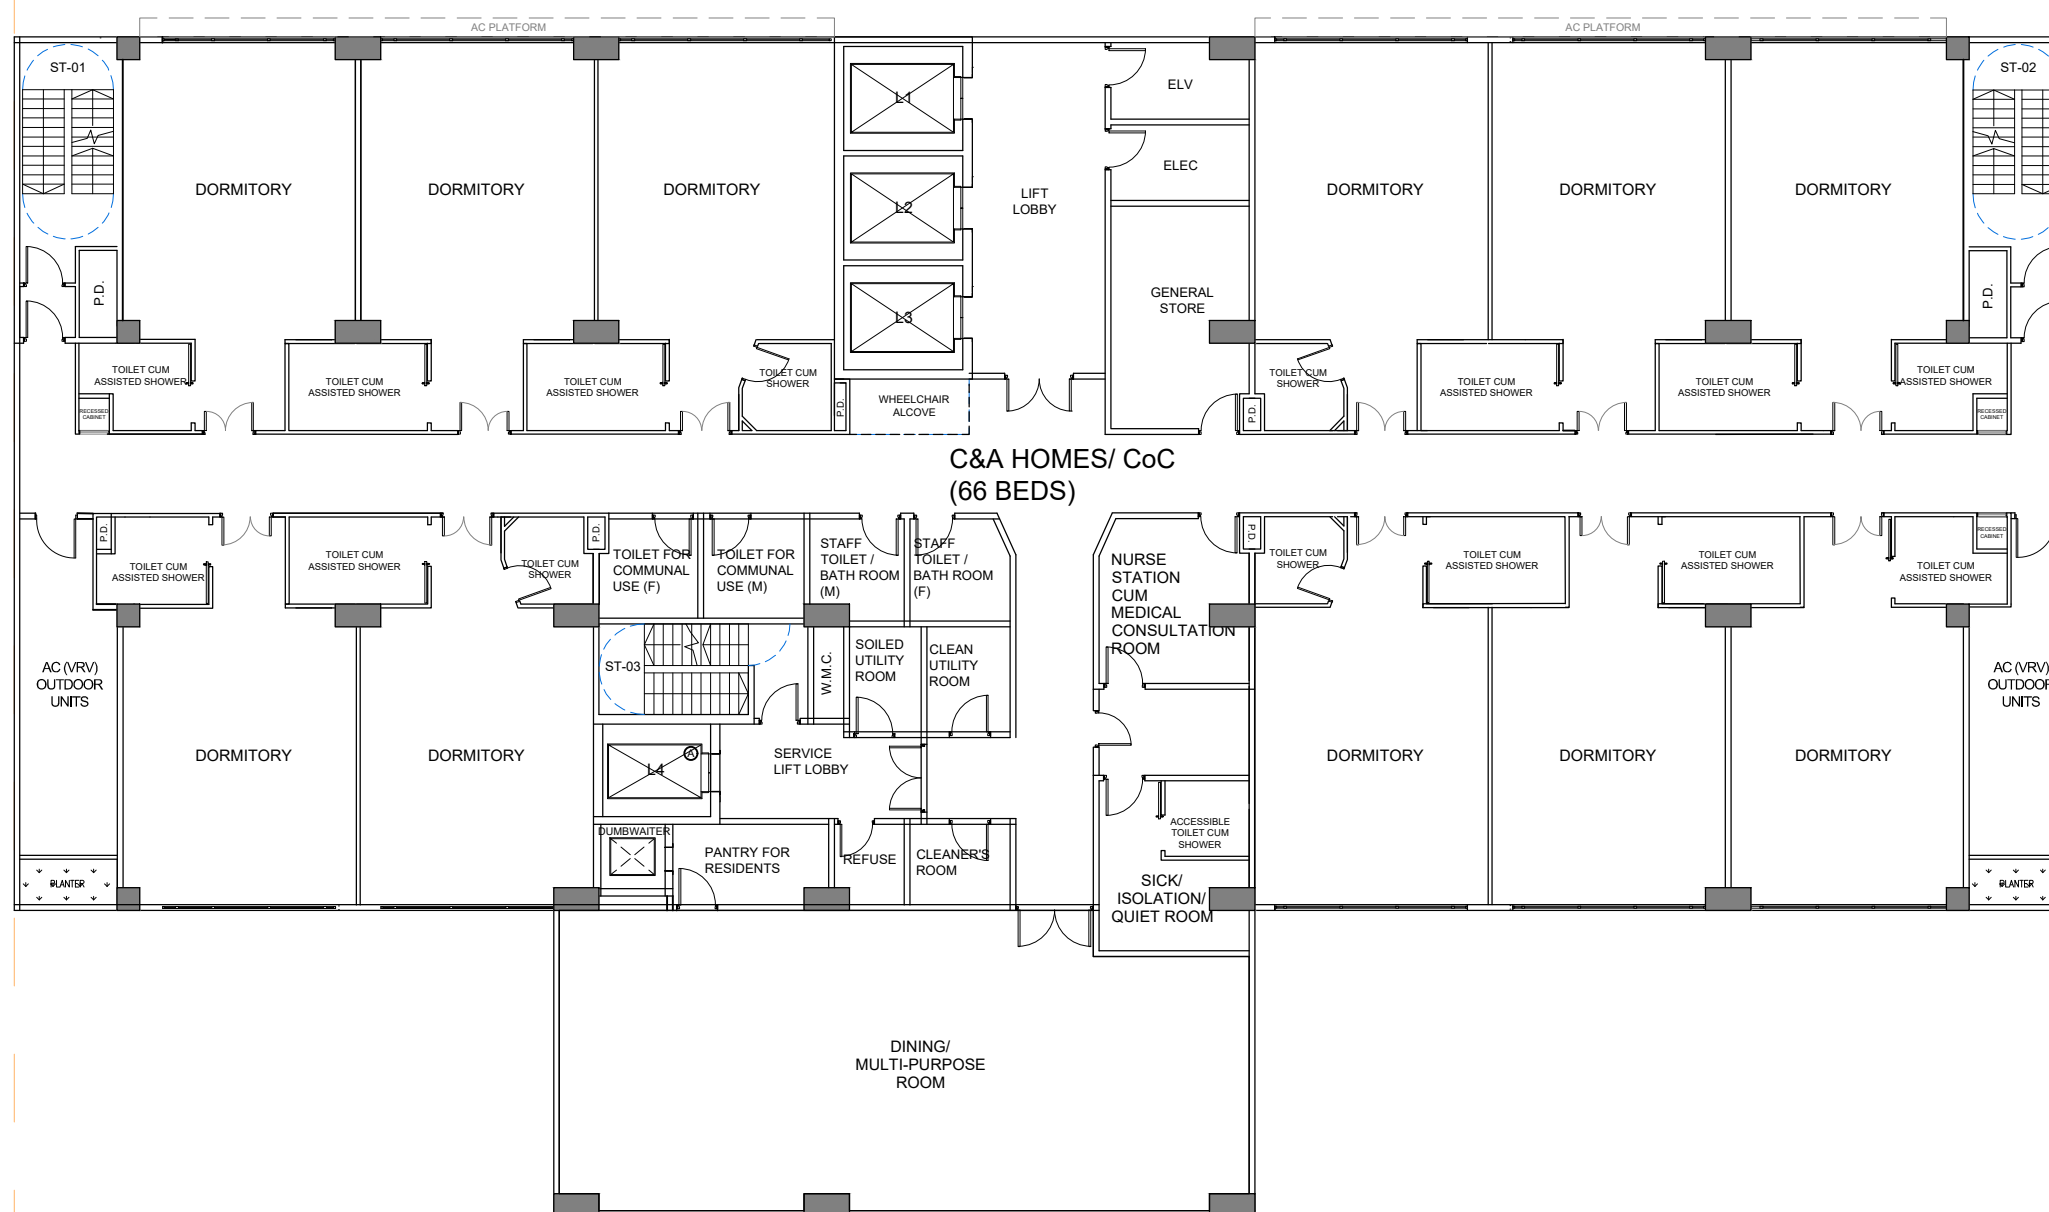 AC PLATFORM
AC PLATFORM
ST-01
ST-02
L1
ELV
ELEC
DORMITORY
DORMITORY
DORMITORY
L2
LIFT
LOBBY
DORMITORY
DORMITORY
DORMITORY
P.D.
L3
GENERAL
STORE
P.D.
TOILET CUM
ASSISTED SHOWER
TOILET CUM
ASSISTED SHOWER
TOILET CUM
ASSISTED SHOWER
TOILET CUM
SHOWER
P.D.
WHEELCHAIR
ALCOVE
P.D.
TOILET CUM
SHOWER
TOILET CUM
ASSISTED SHOWER
TOILET CUM
ASSISTED SHOWER
TOILET CUM
ASSISTED SHOWER
RECESSED
CABINET
RECESSED
CABINET
C&A HOMES/ CoC
(66 BEDS)
P.D.
TOILET CUM
ASSISTED SHOWER
TOILET CUM
ASSISTED SHOWER
TOILET CUM
SHOWER
P.D.
TOILET FOR
COMMUNAL
USE (F)
TOILET FOR
COMMUNAL
USE (M)
STAFF
TOILET /
BATH ROOM
(M)
STAFF
TOILET /
BATH ROOM
(F)
NURSE
STATION
CUM
MEDICAL
CONSULTATION
ROOM
P.D.
TOILET CUM
SHOWER
TOILET CUM
ASSISTED SHOWER
TOILET CUM
ASSISTED SHOWER
TOILET CUM
ASSISTED SHOWER
RECESSED
CABINET
AC (VRV)
OUTDOOR
UNITS
ST-03
W.M.C.
SOILED
UTILITY
ROOM
CLEAN
UTILITY
ROOM
AC (VRV)
OUTDOOR
UNITS
DORMITORY
DORMITORY
L4
A
SERVICE
LIFT LOBBY
DORMITORY
DORMITORY
DORMITORY
DUMBWAITER
PANTRY FOR
RESIDENTS
REFUSE
CLEANER'S
ROOM
ACCESSIBLE
TOILET CUM
SHOWER
SICK/
ISOLATION/
QUIET ROOM
PLANTER
PLANTER
DINING/
MULTI-PURPOSE
ROOM